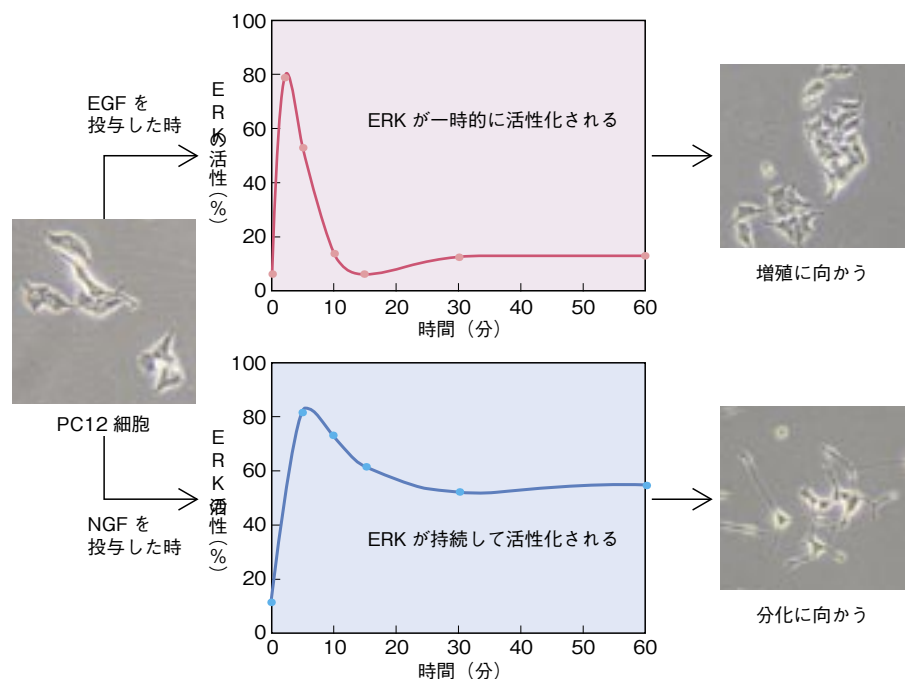 EGF を
投与した時
ERKの活性(%)
100
80
60
40
20
0
ERK が一時的に活性化される
0 10 20 30 40 50 60
時間(分)
増殖に向かう
PC12 細胞
NGF を
投与した時
ERKの活性(%)
100
80
60
40
20
0
ERK が持続して活性化される
0 10 20 30 40 50 60
時間(分)
分化に向かう